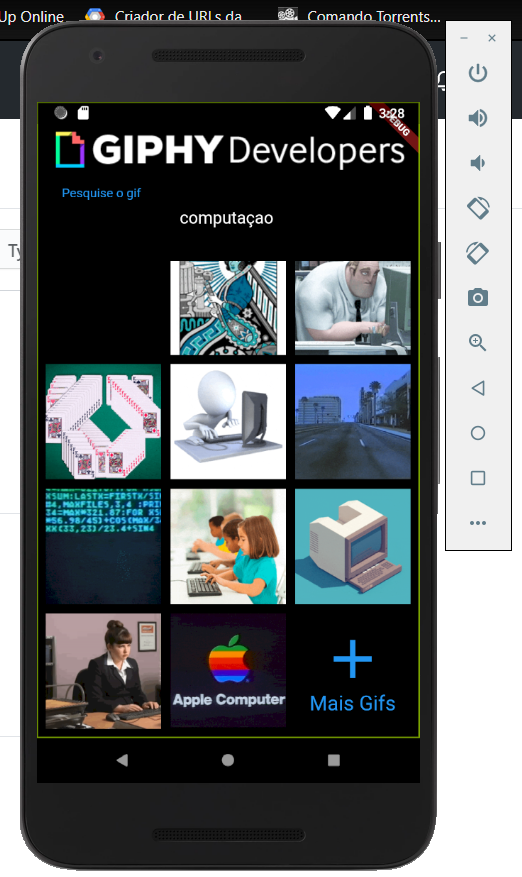 Up Online
Criador de URLs da
Comando Torrents...
3:28
DEBUG
GIPHY Developers
Pesquise o gif
computaçao
Ty
Apple Computer
Mais Gifs